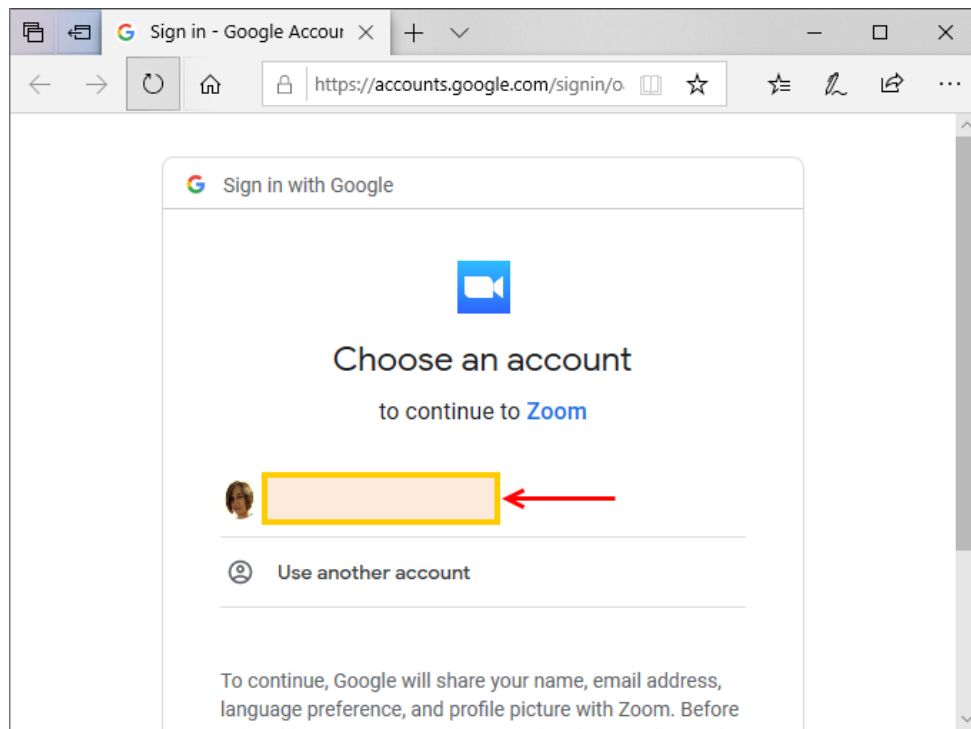 Sign in - Google Accour
https://accounts.google.com/signin/o
Sign in with Google
Choose an account
to continue to Zoom
Use another account
To continue, Google will share your name, email address,
language preference, and profile picture with Zoom. Before